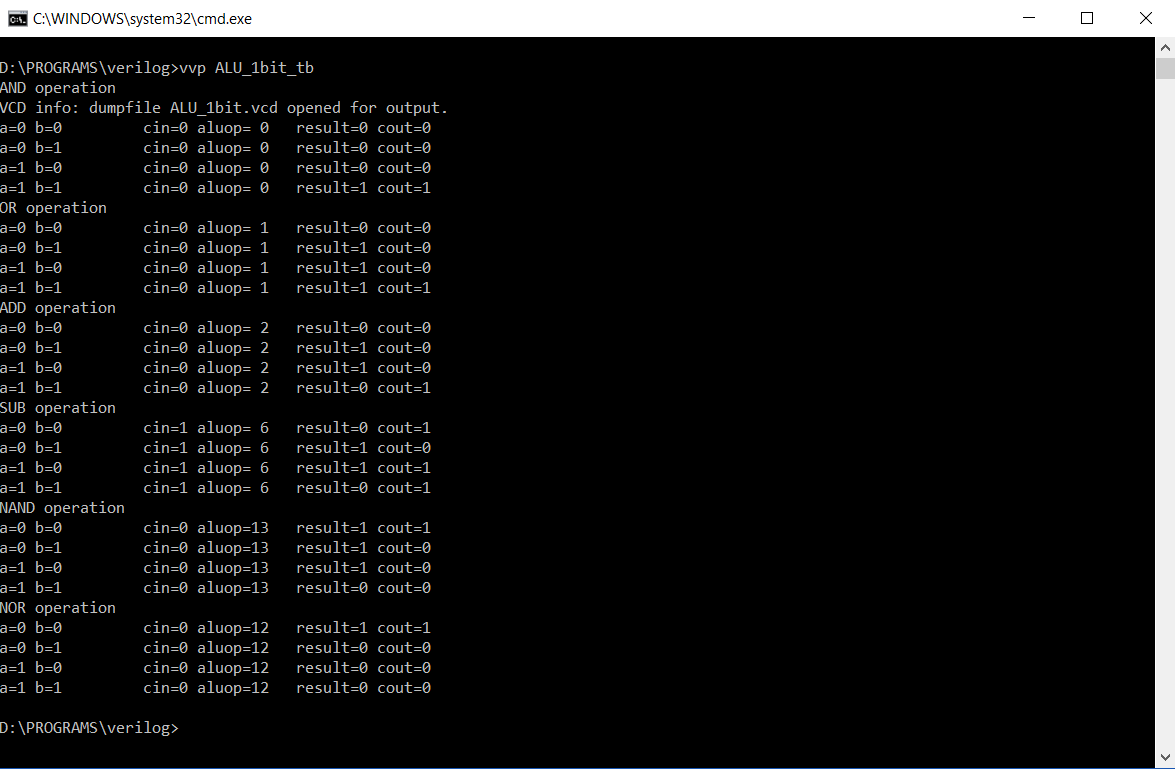 C:\WINDOWS\system32\cmd.exe
D:\PROGRAMS\verilog>vvp ALU_1bit_tb
AND operation
VCD info: dumpfile ALU_1bit.vcd opened for output.
a=0 b=0         cin=0 aluop= 0   result=0 cout=0
a=0 b=1         cin=0 aluop= 0   result=0 cout=0
a=1 b=0         cin=0 aluop= 0   result=0 cout=0
a=1 b=1         cin=0 aluop= 0   result=1 cout=1
OR operation
a=0 b=0         cin=0 aluop= 1   result=0 cout=0
a=0 b=1         cin=0 aluop= 1   result=1 cout=0
a=1 b=0         cin=0 aluop= 1   result=1 cout=0
a=1 b=1         cin=0 aluop= 1   result=1 cout=1
ADD operation
a=0 b=0         cin=0 aluop= 2   result=0 cout=0
a=0 b=1         cin=0 aluop= 2   result=1 cout=0
a=1 b=0         cin=0 aluop= 2   result=1 cout=0
a=1 b=1         cin=0 aluop= 2   result=0 cout=1
SUB operation
a=0 b=0         cin=1 aluop= 6   result=0 cout=1
a=0 b=1         cin=1 aluop= 6   result=1 cout=0
a=1 b=0         cin=1 aluop= 6   result=1 cout=1
a=1 b=1         cin=1 aluop= 6   result=0 cout=1
NAND operation
a=0 b=0         cin=0 aluop=13   result=1 cout=1
a=0 b=1         cin=0 aluop=13   result=1 cout=0
a=1 b=0         cin=0 aluop=13   result=1 cout=0
a=1 b=1         cin=0 aluop=13   result=0 cout=0
NOR operation
a=0 b=0         cin=0 aluop=12   result=1 cout=1
a=0 b=1         cin=0 aluop=12   result=0 cout=0
a=1 b=0         cin=0 aluop=12   result=0 cout=0
a=1 b=1         cin=0 aluop=12   result=0 cout=0
D:\PROGRAMS\verilog>